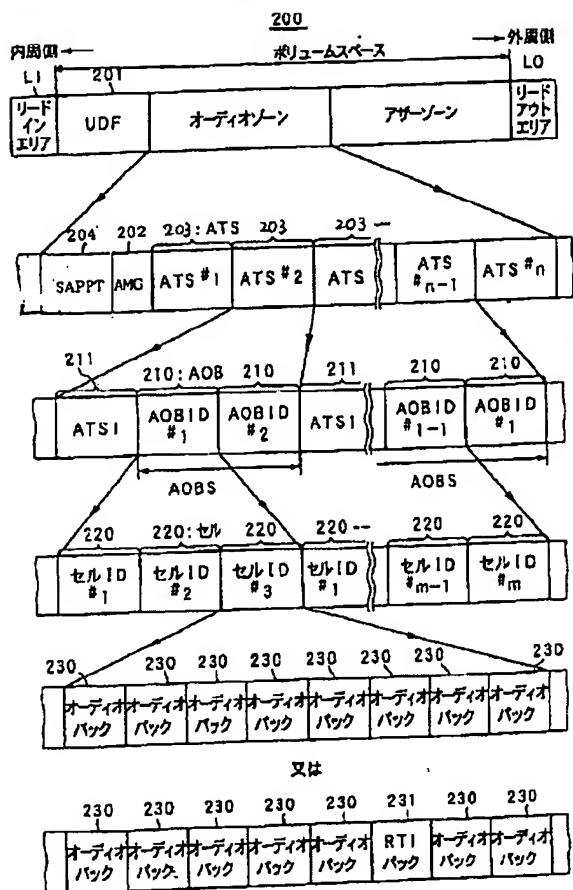 200
内周側 ← → 外周側
ボリュームスペース
LI 201 LO
リードインエリア UDF オーディオゾーン アザーゾーン リードアウトエリア
204 202 203:ATS 203 203 --
SAPPT AMG ATS #1 ATS #2 ATS ATS #n-1 ATS #n
211 210:AOB 210 211 210 210
ATSI AOBID #1 AOBID #2 ATSI AOBID #1-1 AOBID #1
AOBS AOBS
220 220:セル 220 220 -- 220 220
セルID #1 セルID #2 セルID #3 セルID #1 セルID #m-1 セルID #m
230 230 230 230 230 230 230 230
オーディオパック オーディオパック オーディオパック オーディオパック オーディオパック オーディオパック オーディオパック オーディオパック
又は
230 230 230 230 230 231 230 230
オーディオパック オーディオパック オーディオパック オーディオパック オーディオパック RTIパック オーディオパック オーディオパック